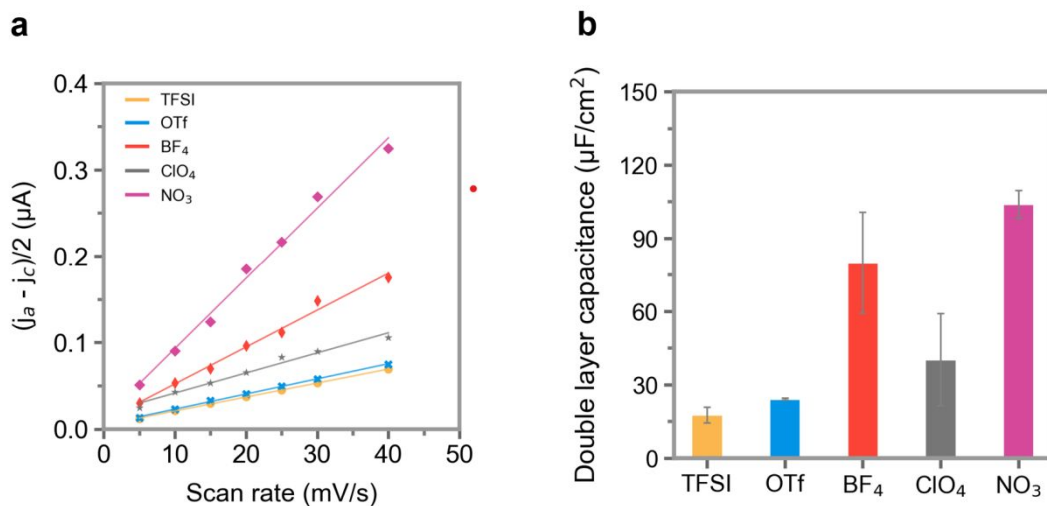 a
0.4
0.3
0.2
0.1
0.0
0 10 20 30 40 50
(jₐ - j꜀)/2 (µA)
Scan rate (mV/s)
TFSI
OTf
BF₄
ClO₄
NO₃
b
150
120
90
60
30
0
Double layer capacitance (µF/cm²)
TFSI OTf BF₄ ClO₄ NO₃